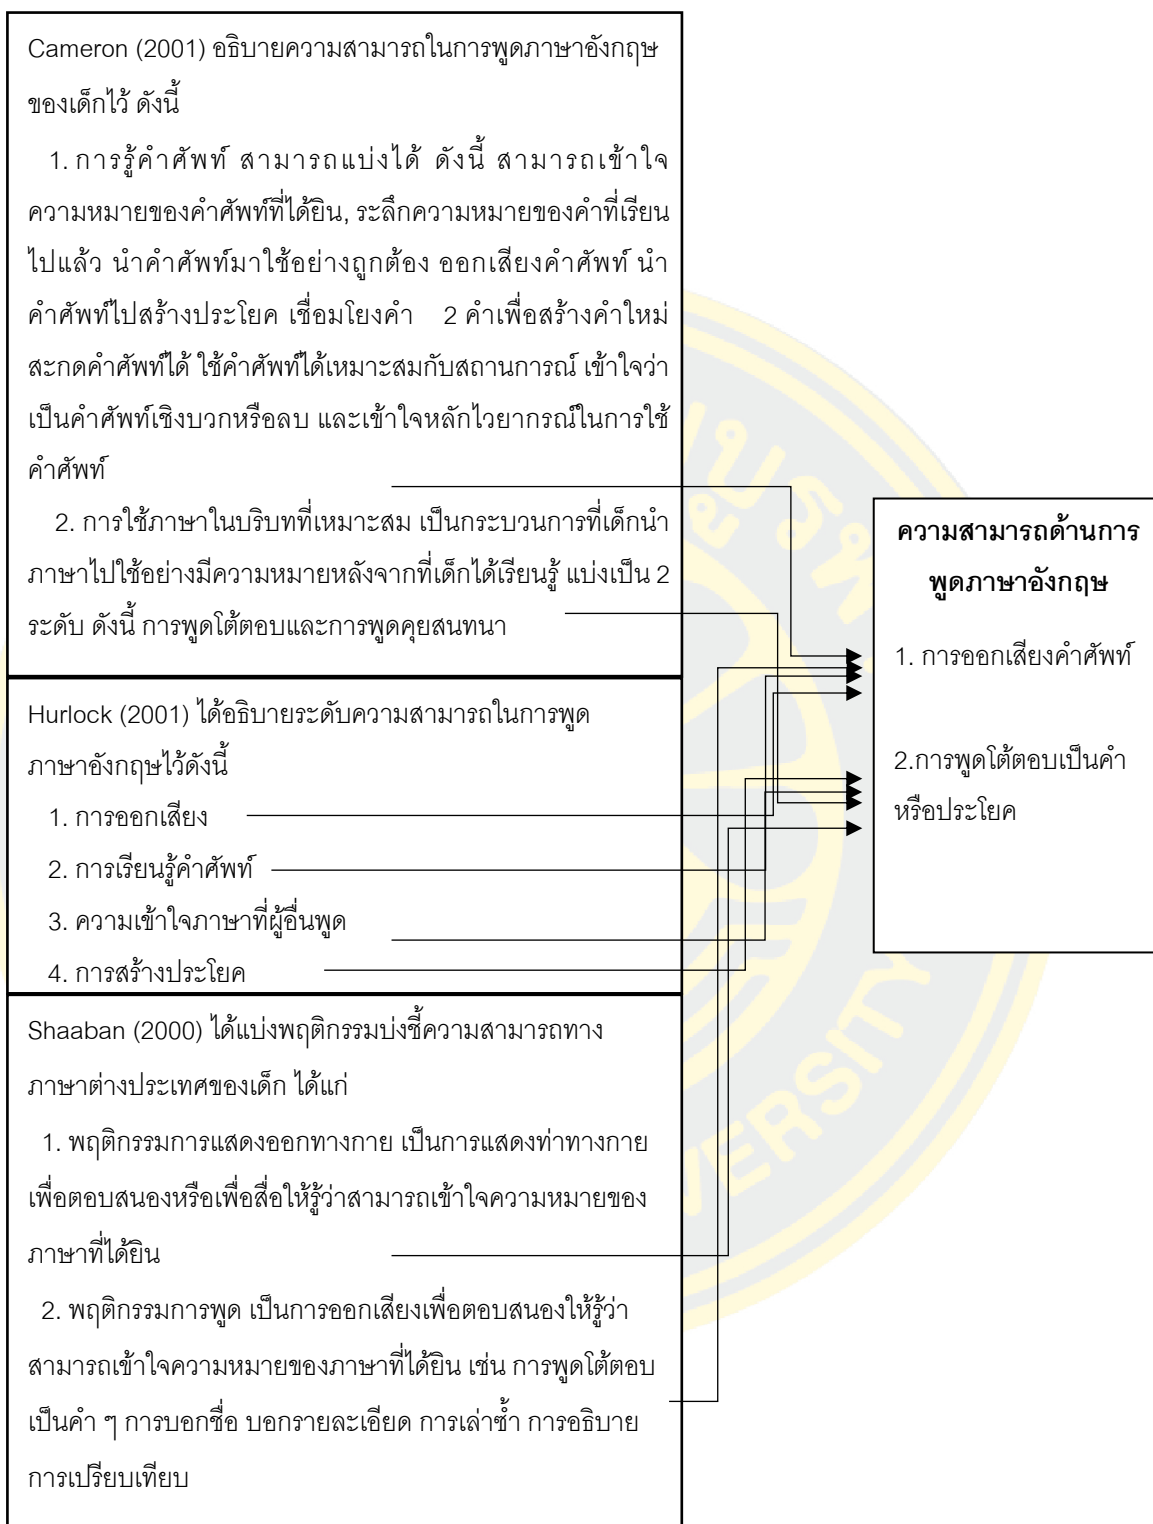 Cameron (2001) อธิบายความสามารถในการพูดภาษาอังกฤษ
ของเด็กไว้ ดังนี้
1. การรู้คำศัพท์ สามารถแบ่งได้ ดังนี้ สามารถเข้าใจ
ความหมายของคำศัพท์ที่ได้ยิน, ระลึกความหมายของคำที่เรียน
ไปแล้ว นำคำศัพท์มาใช้อย่างถูกต้อง ออกเสียงคำศัพท์ นำ
คำศัพท์ไปสร้างประโยค เชื่อมโยงคำ 2 คำเพื่อสร้างคำใหม่
สะกดคำศัพท์ได้ ใช้คำศัพท์ได้เหมาะสมกับสถานการณ์ เข้าใจว่า
เป็นคำศัพท์เชิงบวกหรือลบ และเข้าใจหลักไวยากรณ์ในการใช้
คำศัพท์
2. การใช้ภาษาในบริบทที่เหมาะสม เป็นกระบวนการที่เด็กนำ
ภาษาไปใช้อย่างมีความหมายหลังจากที่เด็กได้เรียนรู้ แบ่งเป็น 2
ระดับ ดังนี้ การพูดโต้ตอบและการพูดคุยสนทนา
Hurlock (2001) ได้อธิบายระดับความสามารถในการพูด
ภาษาอังกฤษไว้ดังนี้
1. การออกเสียง
2. การเรียนรู้คำศัพท์
3. ความเข้าใจภาษาที่ผู้อื่นพูด
4. การสร้างประโยค
Shaaban (2000) ได้แบ่งพฤติกรรมบ่งชี้ความสามารถทาง
ภาษาต่างประเทศของเด็ก ได้แก่
1. พฤติกรรมการแสดงออกทางกาย เป็นการแสดงท่าทางกาย
เพื่อตอบสนองหรือเพื่อสื่อให้รู้ว่าสามารถเข้าใจความหมายของ
ภาษาที่ได้ยิน
2. พฤติกรรมการพูด เป็นการออกเสียงเพื่อตอบสนองให้รู้ว่า
สามารถเข้าใจความหมายของภาษาที่ได้ยิน เช่น การพูดโต้ตอบ
เป็นคำ ๆ การบอกชื่อ บอกรายละเอียด การเล่าซ้ำ การอธิบาย
การเปรียบเทียบ
ความสามารถด้านการ
พูดภาษาอังกฤษ
1. การออกเสียงคำศัพท์
2.การพูดโต้ตอบเป็นคำ
หรือประโยค